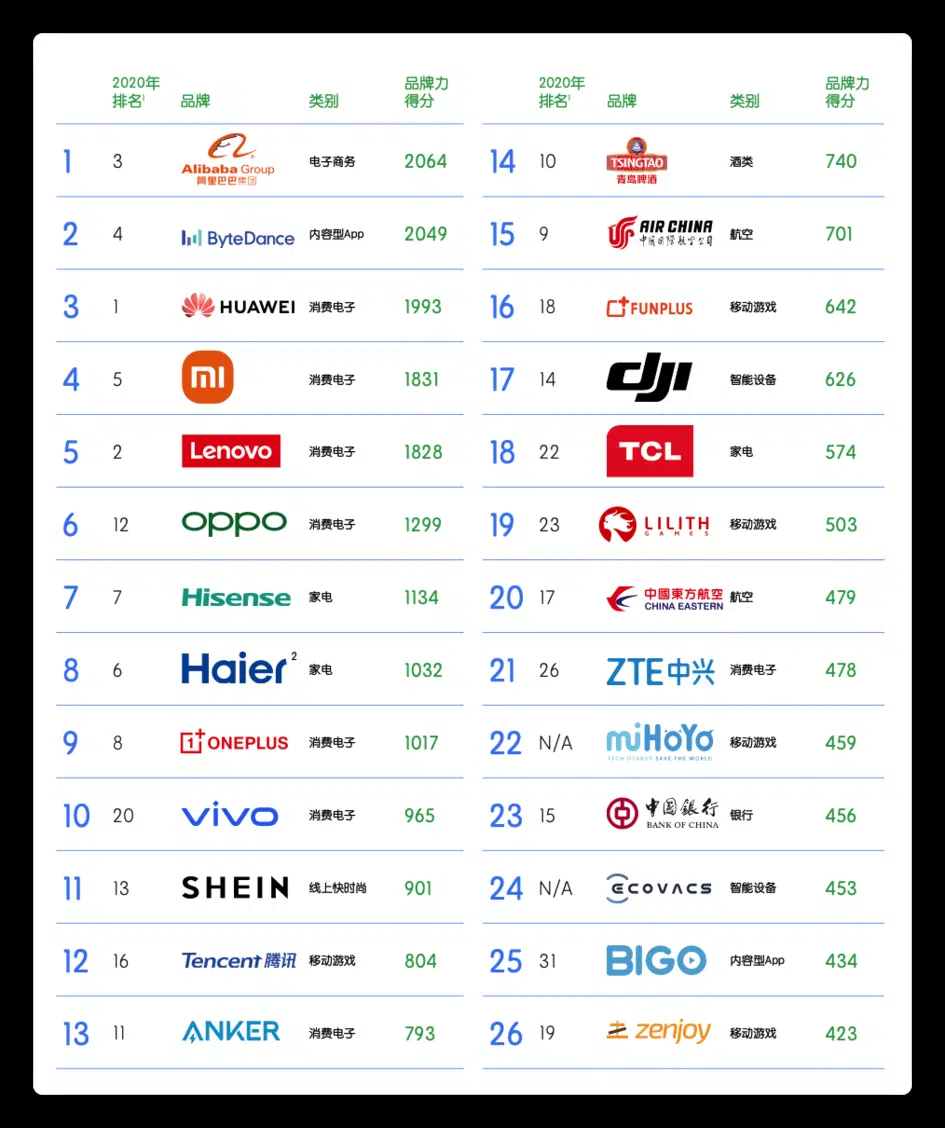 2020年
排名¹ 品牌 类别 品牌力
得分
1 3 Alibaba Group
阿里巴巴集团 电子商务 2064
2 4 ByteDance 内容型App 2049
3 1 HUAWEI 消费电子 1993
4 5 mi 消费电子 1831
5 2 Lenovo 消费电子 1828
6 12 oppo 消费电子 1299
7 7 Hisense 家电 1134
8 6 Haier² 家电 1032
9 8 1+ ONEPLUS 消费电子 1017
10 20 vivo 消费电子 965
11 13 SHEIN 线上快时尚 901
12 16 Tencent 腾讯 移动游戏 804
13 11 ANKER 消费电子 793
2020年
排名¹ 品牌 类别 品牌力
得分
14 10 TSINGTAO
青岛啤酒 酒类 740
15 9 AIR CHINA
中国国际航空公司 航空 701
16 18 FUNPLUS 移动游戏 642
17 14 dji 智能设备 626
18 22 TCL 家电 574
19 23 LILITH
GAMES 移动游戏 503
20 17 中國東方航空
CHINA EASTERN 航空 479
21 26 ZTE中兴 消费电子 478
22 N/A miHoYo
TECH OTAKUS SAVE THE WORLD 移动游戏 459
23 15 中国银行
BANK OF CHINA 银行 456
24 N/A ECOVACS 智能设备 453
25 31 BIGO 内容型App 434
26 19 zenjoy 移动游戏 423